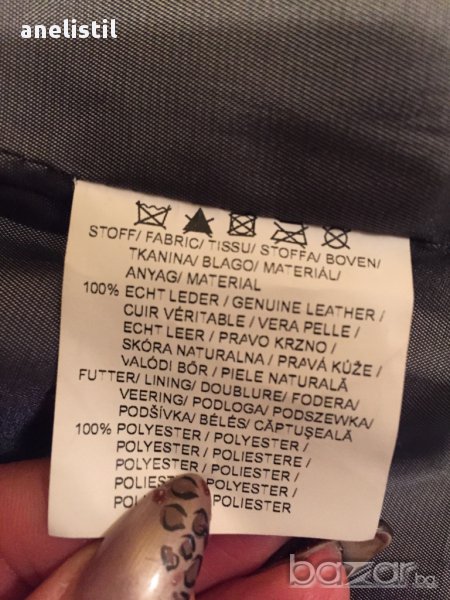 anelistil
STOFF/ FABRIC/ TISSU/ STOFFA/ BOVEN/
TKANINA/ BLAGO/ MATERIÁL/
ANYAG/ MATERIAL
100% ECHT LEDER / GENUINE LEATHER /
CUIR VÉRITABLE / VERA PELLE /
ECHT LEER / PRAVO KRZNO /
SKÓRA NATURALNA / PRAVÁ KŮŽE /
VALÓDI BŐR / PIELE NATURALĂ
FUTTER/ LINING/ DOUBLURE/ FODERA/
VEERING/ PODLOGA/ PODSZEWKA/
PODŠÍVKA/ BÉLÉS/ CĂPTUŞEALĂ
100% POLYESTER / POLYESTER /
POLYESTER / POLIESTERE /
POLYESTER / POLIESTER /
POLIESTER / POLYESTER /
POLIESTER
bazar.bg